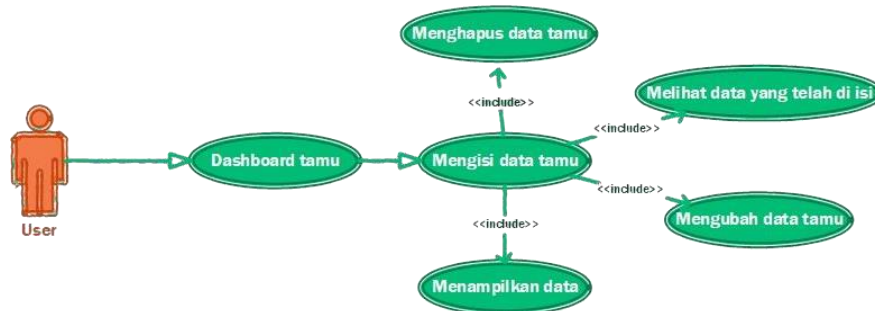 Menghapus data tamu
<<include>>
Melihat data yang telah di isi
<<include>>
Dashboard tamu
Mengisi data tamu
<<include>>
User
<<include>>
Mengubah data tamu
Menampilkan data